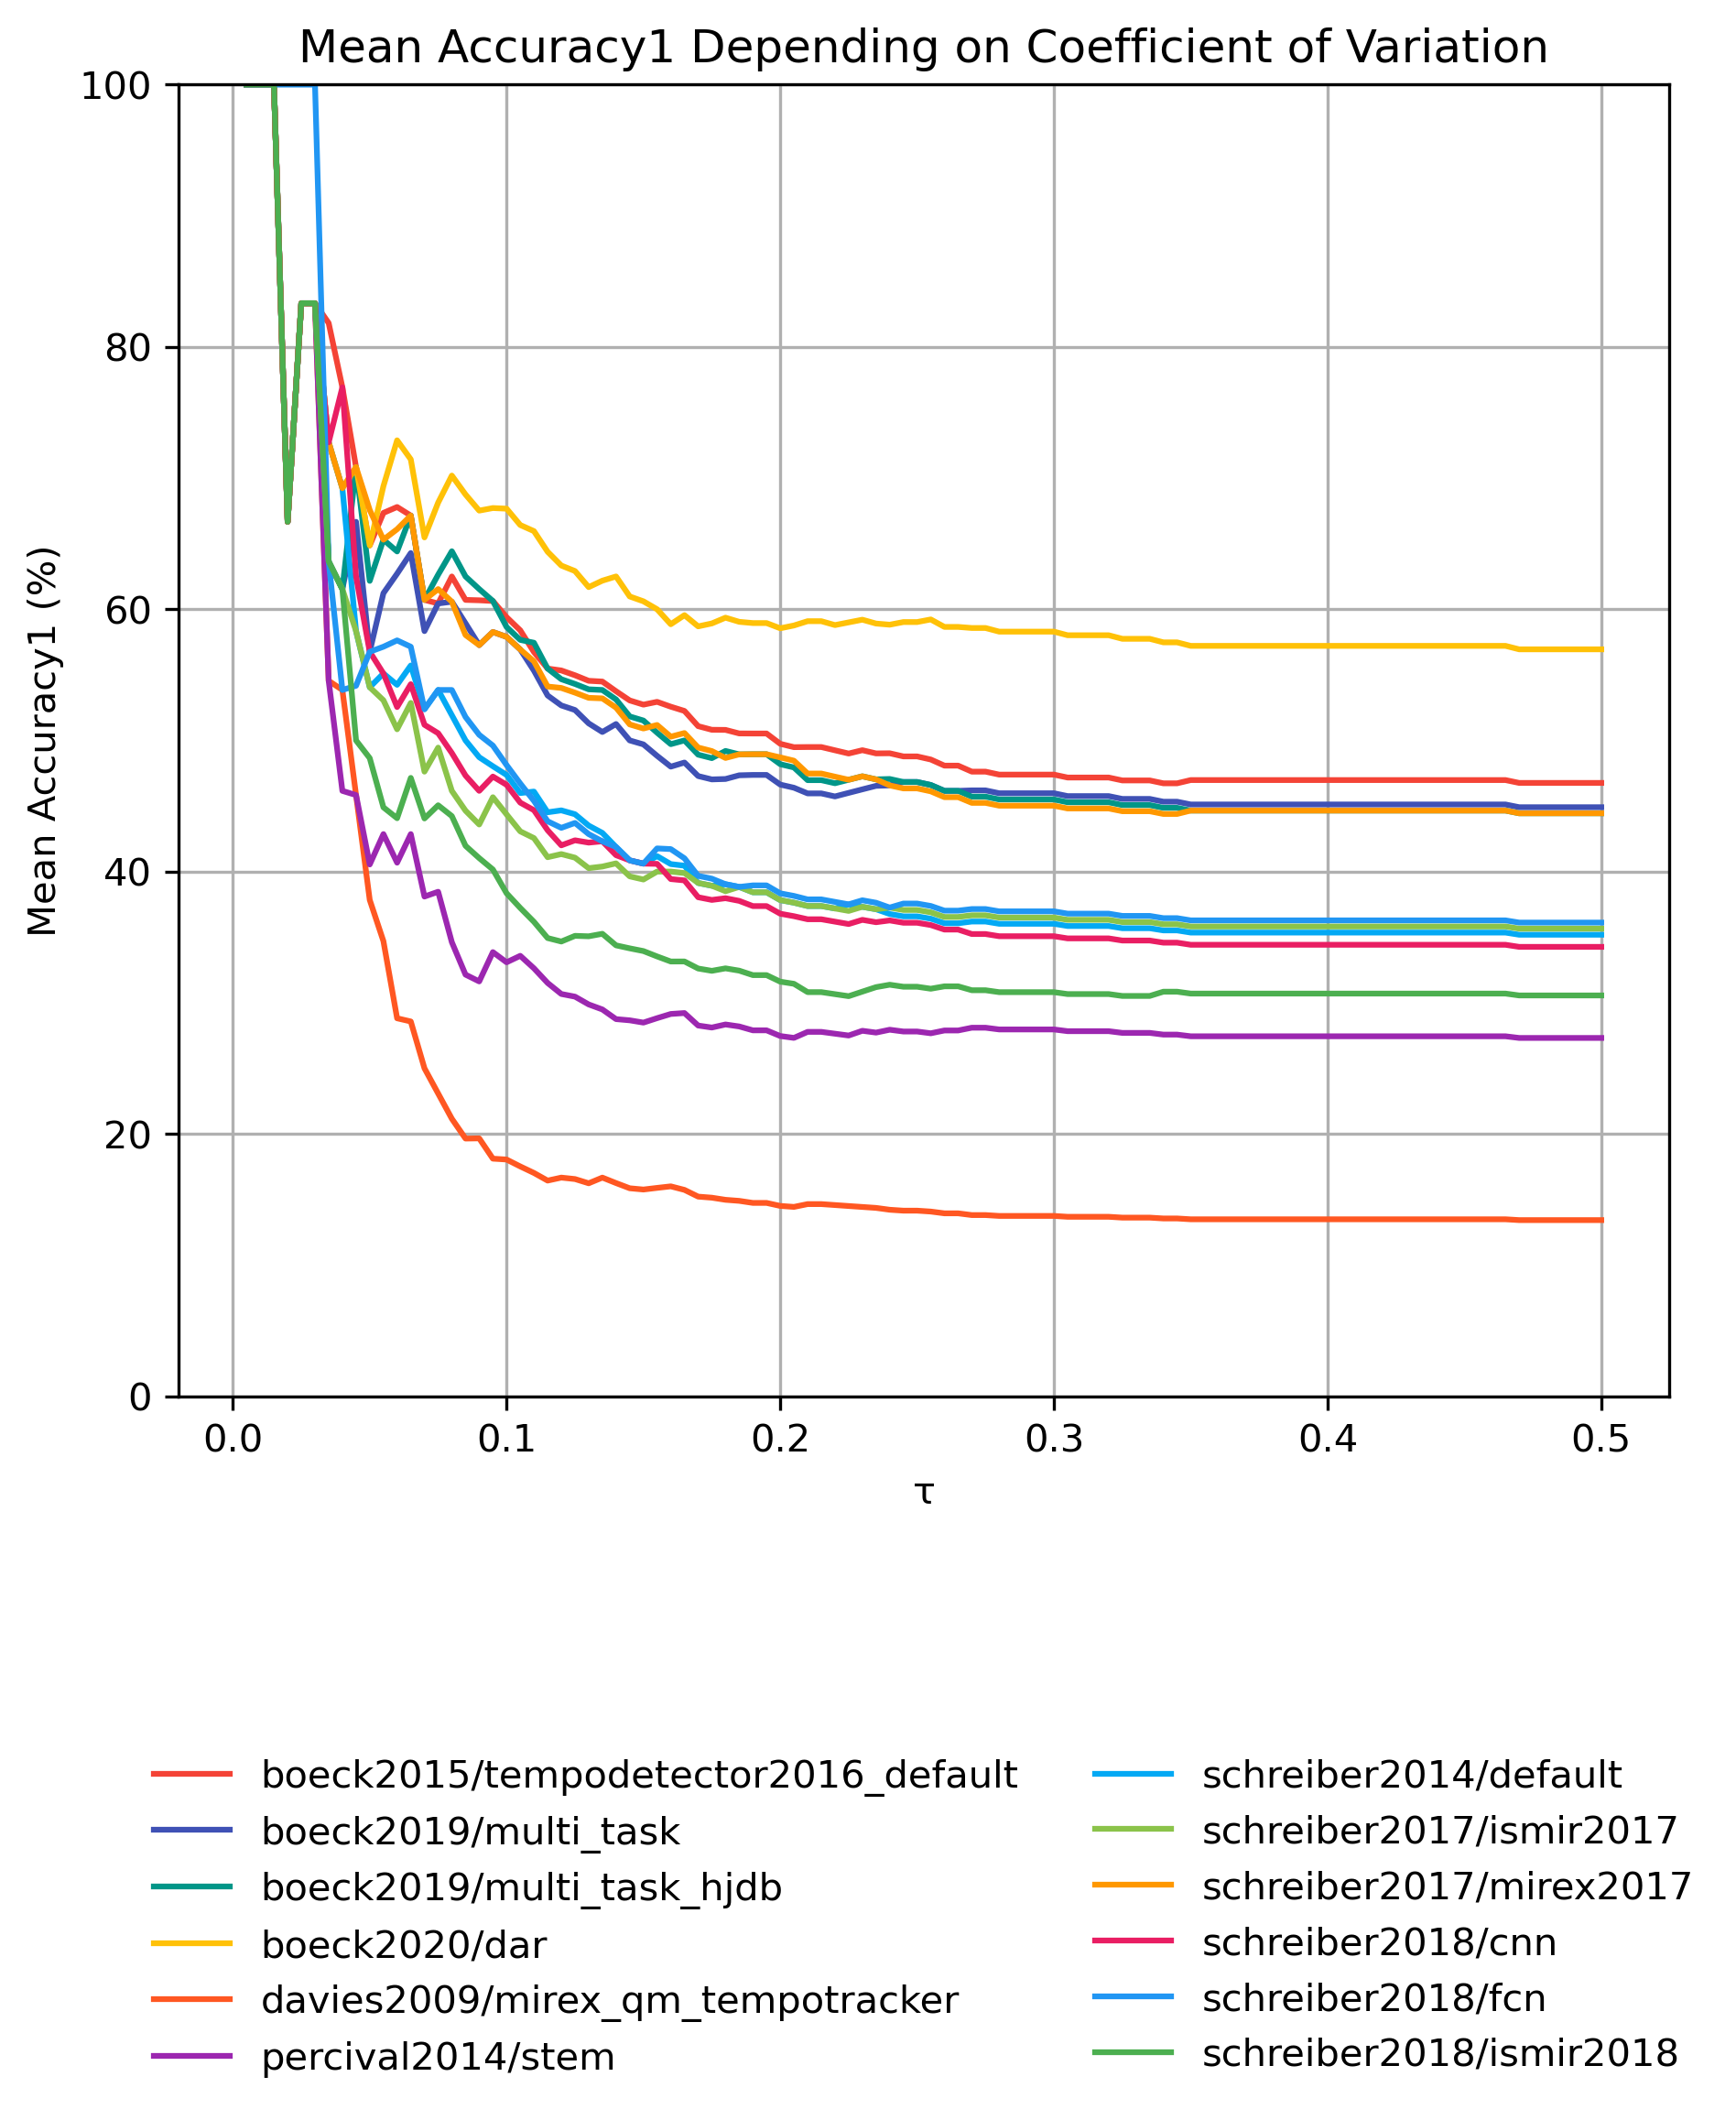 Mean Accuracy1 Depending on Coefficient of Variation
100
80
60
40
20
0
Mean Accuracy1 (%)
0.0 0.1 0.2 0.3 0.4 0.5
τ
boeck2015/tempodetector2016_default
boeck2019/multi_task
boeck2019/multi_task_hjdb
boeck2020/dar
davies2009/mirex_qm_tempotracker
percival2014/stem
schreiber2014/default
schreiber2017/ismir2017
schreiber2017/mirex2017
schreiber2018/cnn
schreiber2018/fcn
schreiber2018/ismir2018